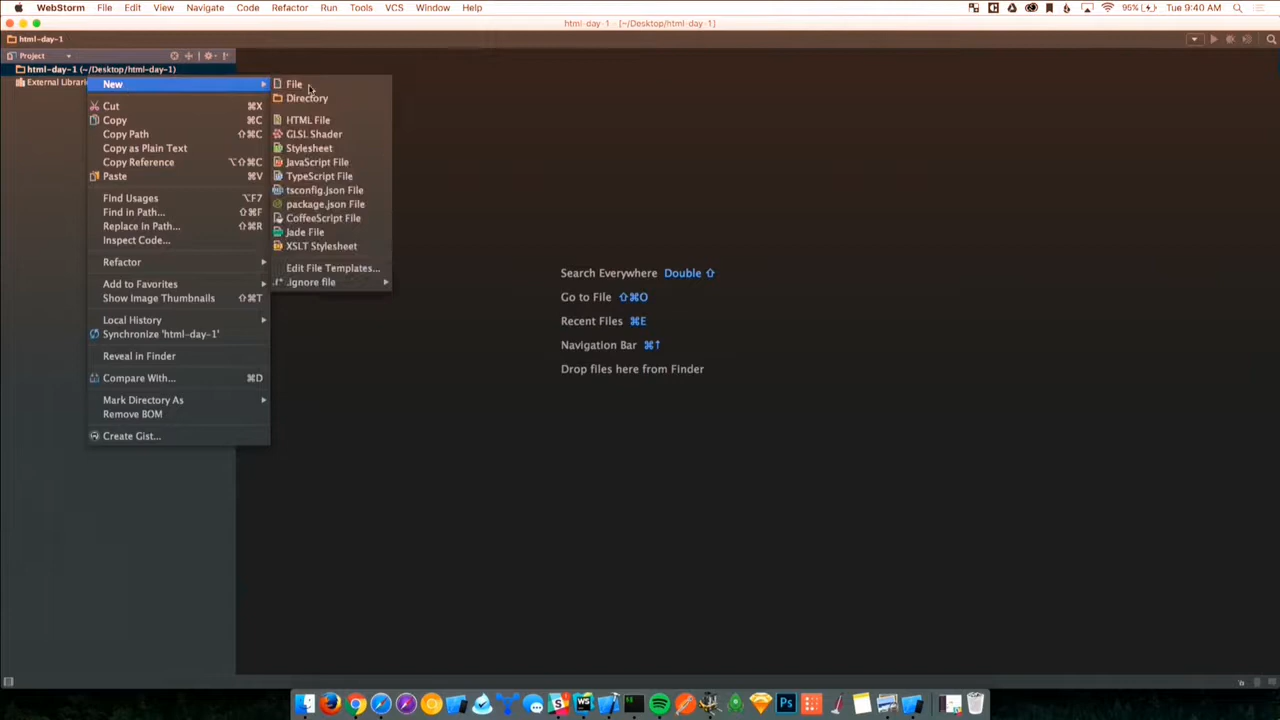 WebStorm File Edit View Navigate Code Refactor Run Tools VCS Window Help 95% Tue 9:40 AM
html-day-1 - [~/Desktop/html-day-1]
html-day-1
Project
html-day-1 (~/Desktop/html-day-1)
External Librari
New
Cut ⌘X
Copy ⌘C
Copy Path ⇧⌘C
Copy as Plain Text
Copy Reference ⌥⇧⌘C
Paste ⌘V
Find Usages ⌥F7
Find in Path... ⇧⌘F
Replace in Path... ⇧⌘R
Inspect Code...
Refactor
Add to Favorites
Show Image Thumbnails ⇧⌘T
Local History
Synchronize 'html-day-1'
Reveal in Finder
Compare With... ⌘D
Mark Directory As
Remove BOM
Create Gist...
File
Directory
HTML File
GLSL Shader
Stylesheet
JavaScript File
TypeScript File
tsconfig.json File
package.json File
CoffeeScript File
Jade File
XSLT Stylesheet
Edit File Templates...
.ignore file
Search Everywhere Double ⇧
Go to File ⇧⌘O
Recent Files ⌘E
Navigation Bar ⌘↑
Drop files here from Finder
WS
Ps